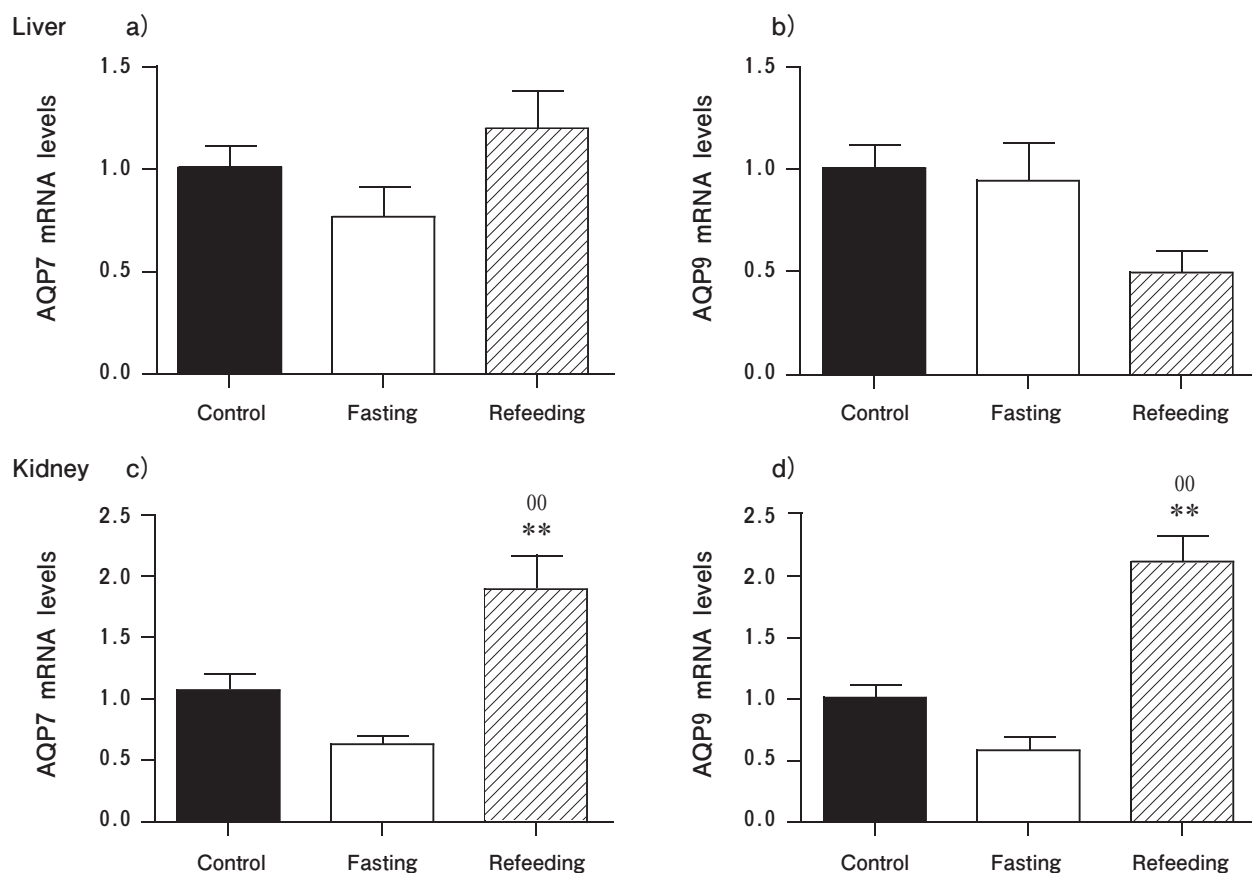 Liver a)
AQP7 mRNA levels
1.5
1.0
0.5
0.0
Control Fasting Refeeding
b)
AQP9 mRNA levels
1.5
1.0
0.5
0.0
Control Fasting Refeeding
Kidney c)
AQP7 mRNA levels
2.5
2.0
1.5
1.0
0.5
0.0
00
**
Control Fasting Refeeding
d)
AQP9 mRNA levels
2.5
2.0
1.5
1.0
0.5
0.0
00
**
Control Fasting Refeeding